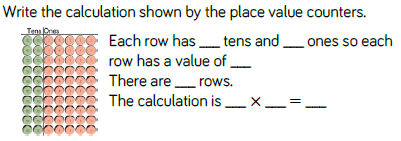 Write the calculation shown by the place value counters.
Tens Ones
Each row has ___ tens and ___ ones so each
row has a value of ___
There are ___ rows.
The calculation is ___ × ___ = ___